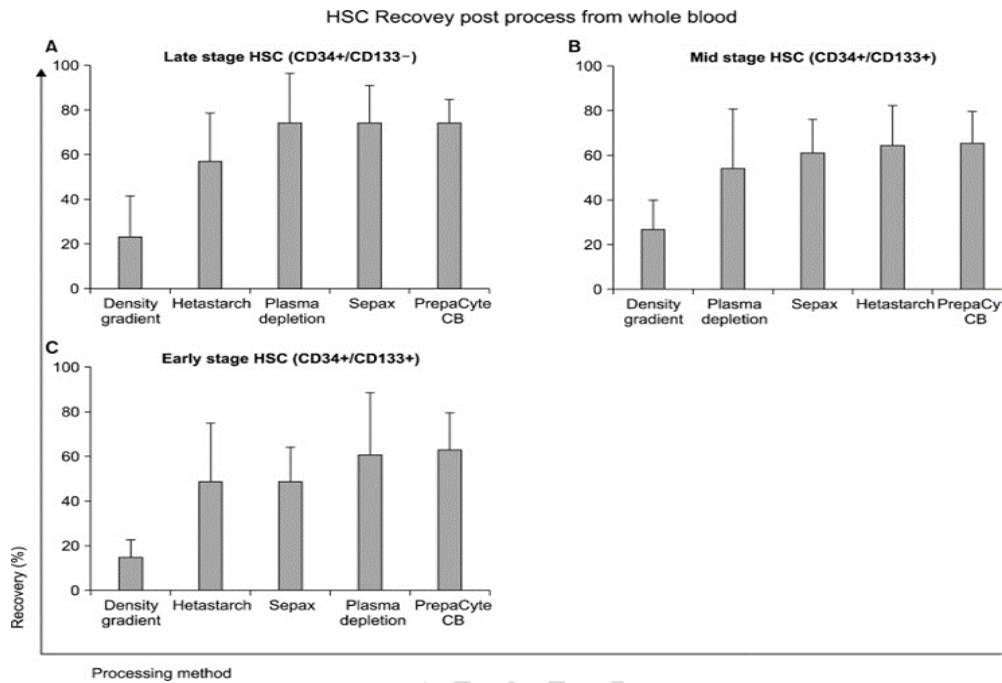 HSC Recovey post process from whole blood
A
Late stage HSC (CD34+/CD133−)
100
80
60
40
20
0
Density gradient
Hetastarch
Plasma depletion
Sepax
PrepaCyte CB
B
Mid stage HSC (CD34+/CD133+)
100
80
60
40
20
0
Density gradient
Plasma depletion
Sepax
Hetastarch
PrepaCyte CB
C
Early stage HSC (CD34+/CD133+)
100
80
60
40
20
0
Density gradient
Hetastarch
Sepax
Plasma depletion
PrepaCyte CB
Recovery (%)
Processing method